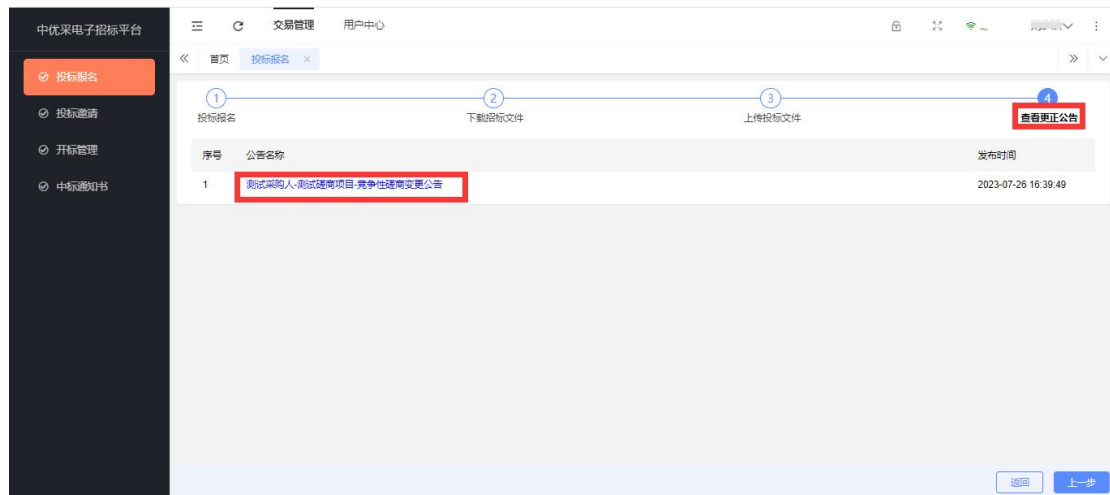 中优采电子招标平台
交易管理
用户中心
首页
投标报名
投标报名
投标邀请
开标管理
中标通知书
1
2
3
4
投标报名
下载招标文件
上传投标文件
查看更正公告
序号
公告名称
发布时间
1
测试采购人-测试磋商项目-竞争性磋商变更公告
2023-07-26 16:39:49
返回
上一步